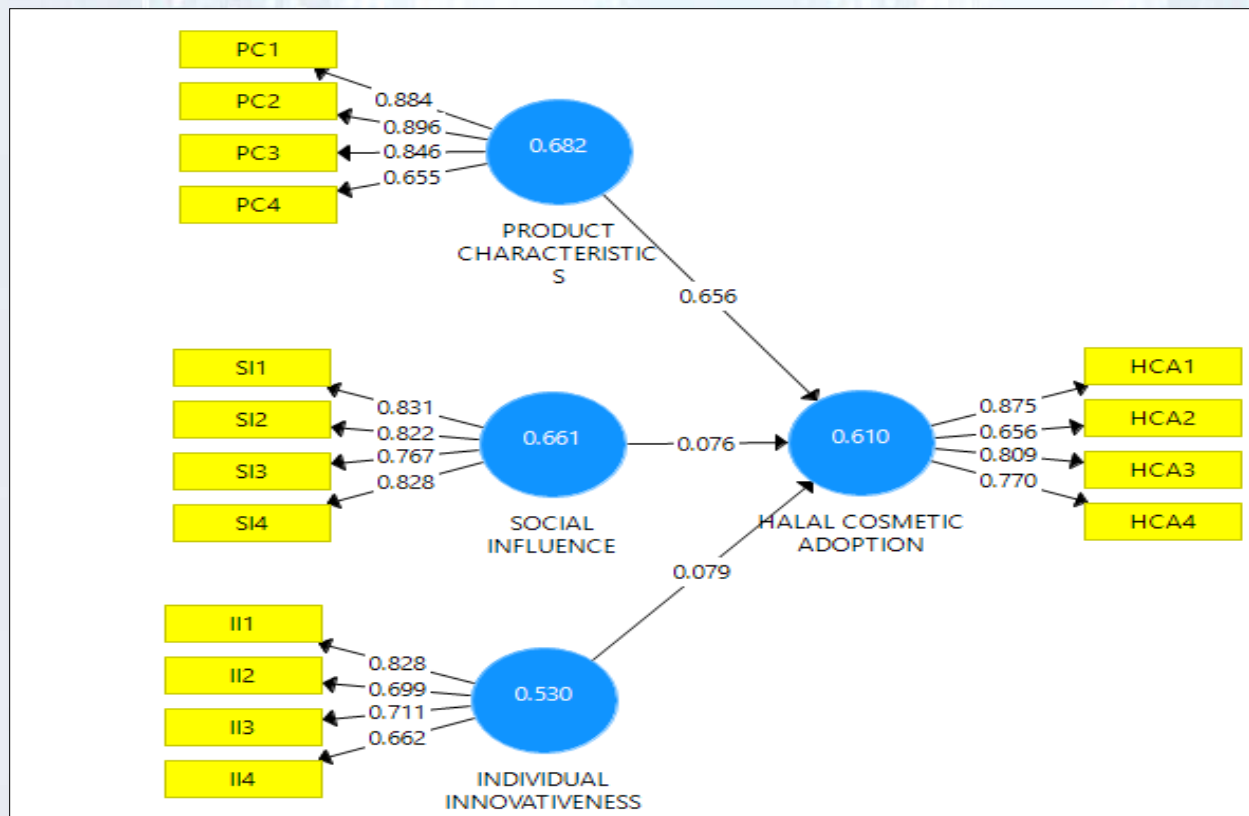 PC1
PC2
PC3
PC4
0.884
0.896
0.846
0.655
0.682
PRODUCT
CHARACTERISTIC
S
0.656
SI1
SI2
SI3
SI4
0.831
0.822
0.767
0.828
0.661
SOCIAL
INFLUENCE
0.076
0.610
HALAL COSMETIC
ADOPTION
0.875
0.656
0.809
0.770
HCA1
HCA2
HCA3
HCA4
0.079
II1
II2
II3
II4
0.828
0.699
0.711
0.662
0.530
INDIVIDUAL
INNOVATIVENESS